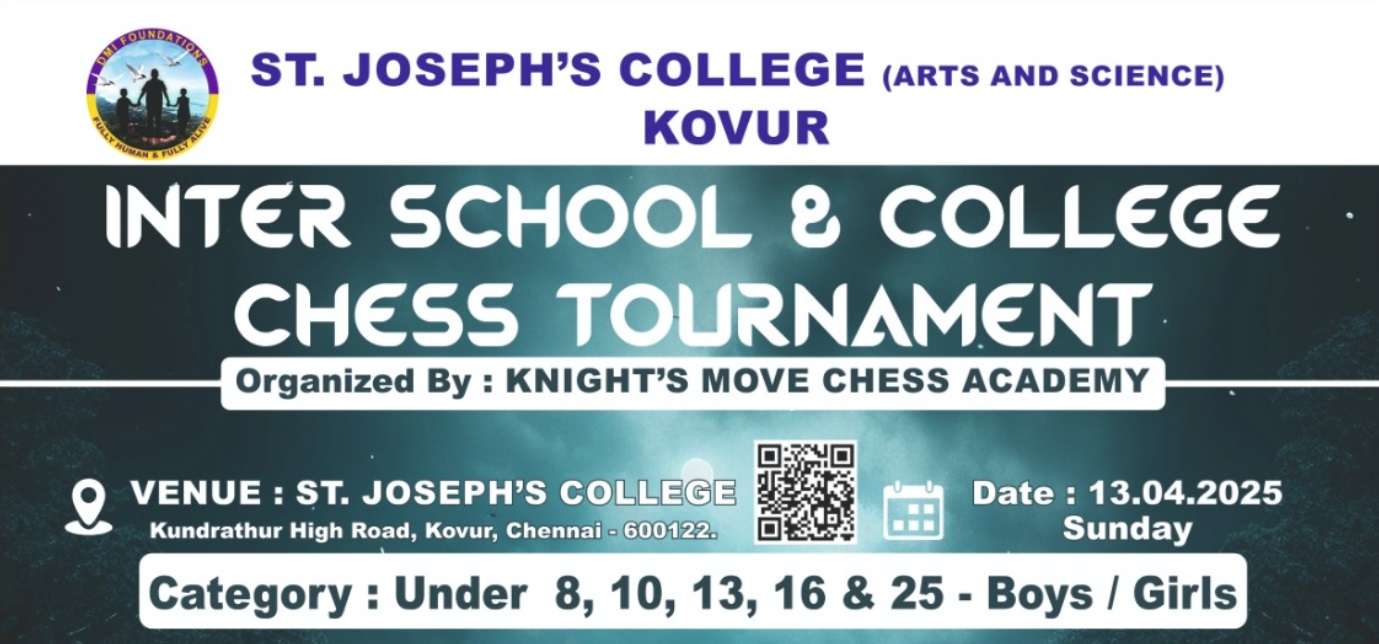 DMI FOUNDATIONS
FULLY HUMAN & FULLY ALIVE
ST. JOSEPH'S COLLEGE (ARTS AND SCIENCE)
KOVUR
INTER SCHOOL & COLLEGE
CHESS TOURNAMENT
Organized By : KNIGHT'S MOVE CHESS ACADEMY
VENUE : ST. JOSEPH'S COLLEGE
Kundrathur High Road, Kovur, Chennai - 600122.
Date : 13.04.2025
Sunday
Category : Under 8, 10, 13, 16 & 25 - Boys / Girls